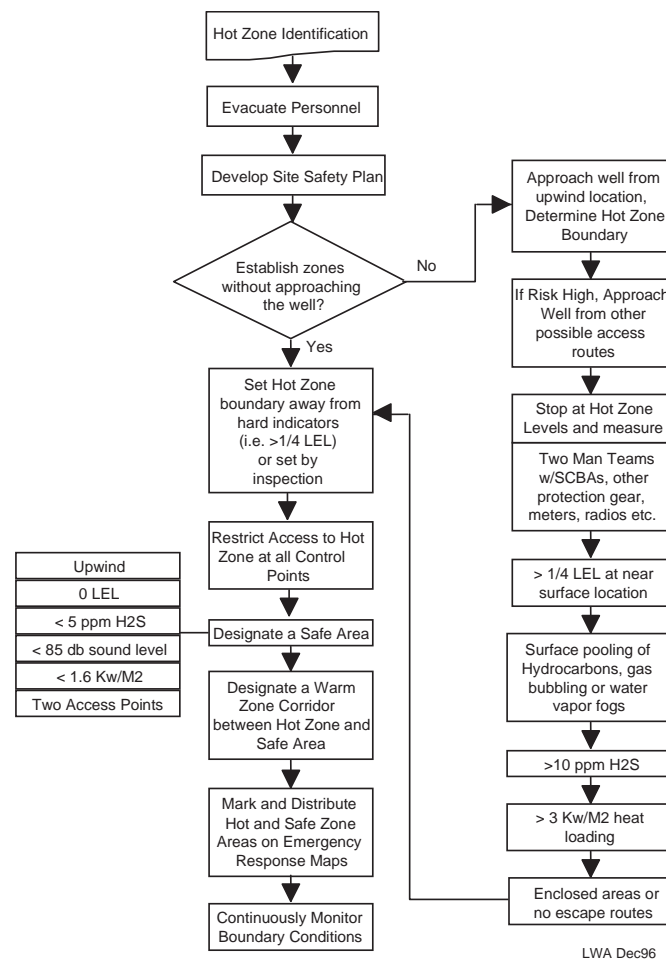 Hot Zone Identification
Evacuate Personnel
Develop Site Safety Plan
Establish zones
without approaching
the well?
No
Yes
Set Hot Zone
boundary away from
hard indicators
(i.e. >1/4 LEL)
or set by
inspection
Restrict Access to Hot
Zone at all Control
Points
Designate a Safe Area
Upwind
0 LEL
< 5 ppm H2S
< 85 db sound level
< 1.6 Kw/M2
Two Access Points
Designate a Warm
Zone Corridor
between Hot Zone and
Safe Area
Mark and Distribute
Hot and Safe Zone
Areas on Emergency
Response Maps
Continuously Monitor
Boundary Conditions
Approach well from
upwind location,
Determine Hot Zone
Boundary
If Risk High, Approach
Well from other
possible access
routes
Stop at Hot Zone
Levels and measure
Two Man Teams
w/SCBAs, other
protection gear,
meters, radios etc.
> 1/4 LEL at near
surface location
Surface pooling of
Hydrocarbons, gas
bubbling or water
vapor fogs
>10 ppm H2S
> 3 Kw/M2 heat
loading
Enclosed areas or
no escape routes
LWA Dec96